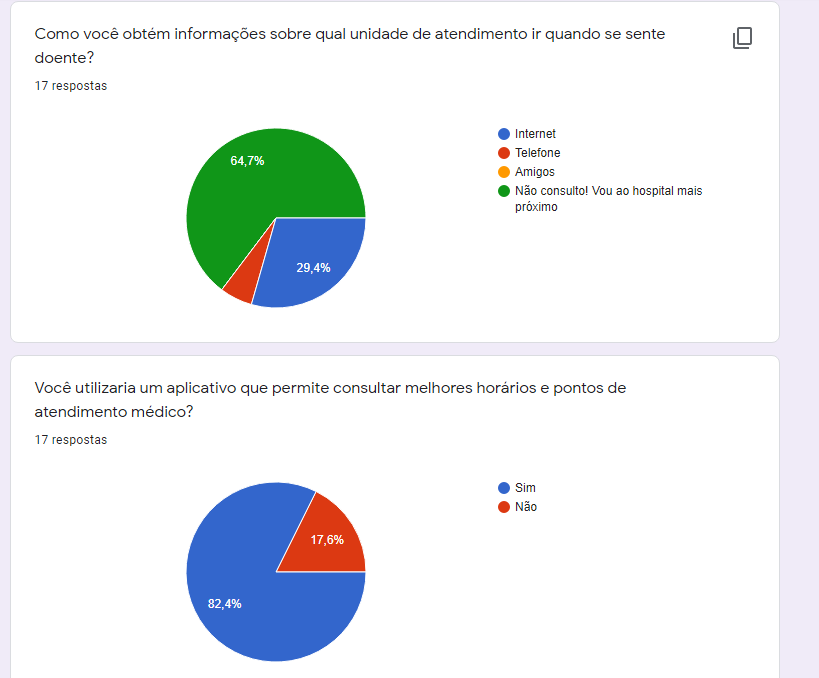 Como você obtém informações sobre qual unidade de atendimento ir quando se sente
doente?
17 respostas
64,7%
29,4%
Internet
Telefone
Amigos
Não consulto! Vou ao hospital mais
próximo
Você utilizaria um aplicativo que permite consultar melhores horários e pontos de
atendimento médico?
17 respostas
17,6%
82,4%
Sim
Não